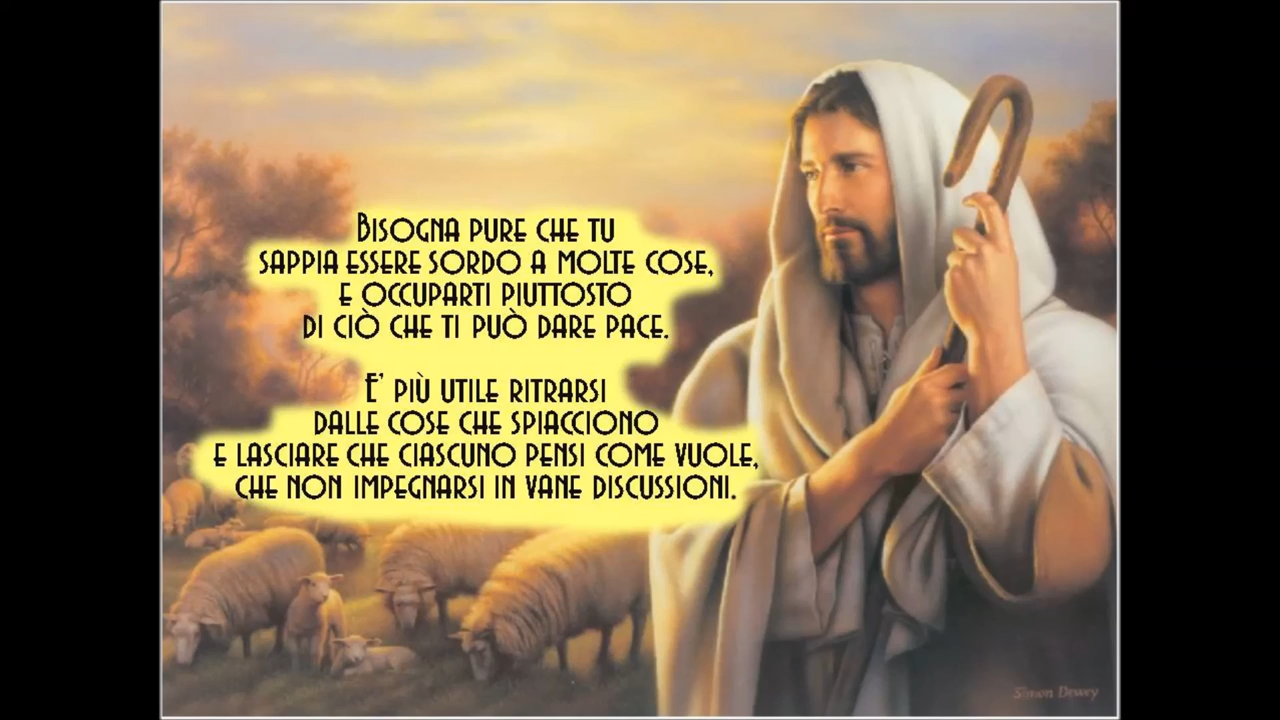 Bisogna pure che tu
sappia essere sordo a molte cose,
e occuparti piuttosto
di ciò che ti può dare pace.
E' più utile ritrarsi
dalle cose che spiacciono
e lasciare che ciascuno pensi come vuole,
che non impegnarsi in vane discussioni.
Simon Dewey